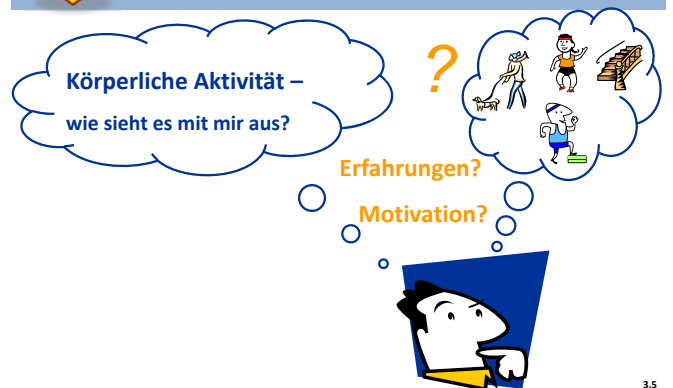 Körperliche Aktivität –
wie sieht es mit mir aus?
?
Erfahrungen?
Motivation?
3.5